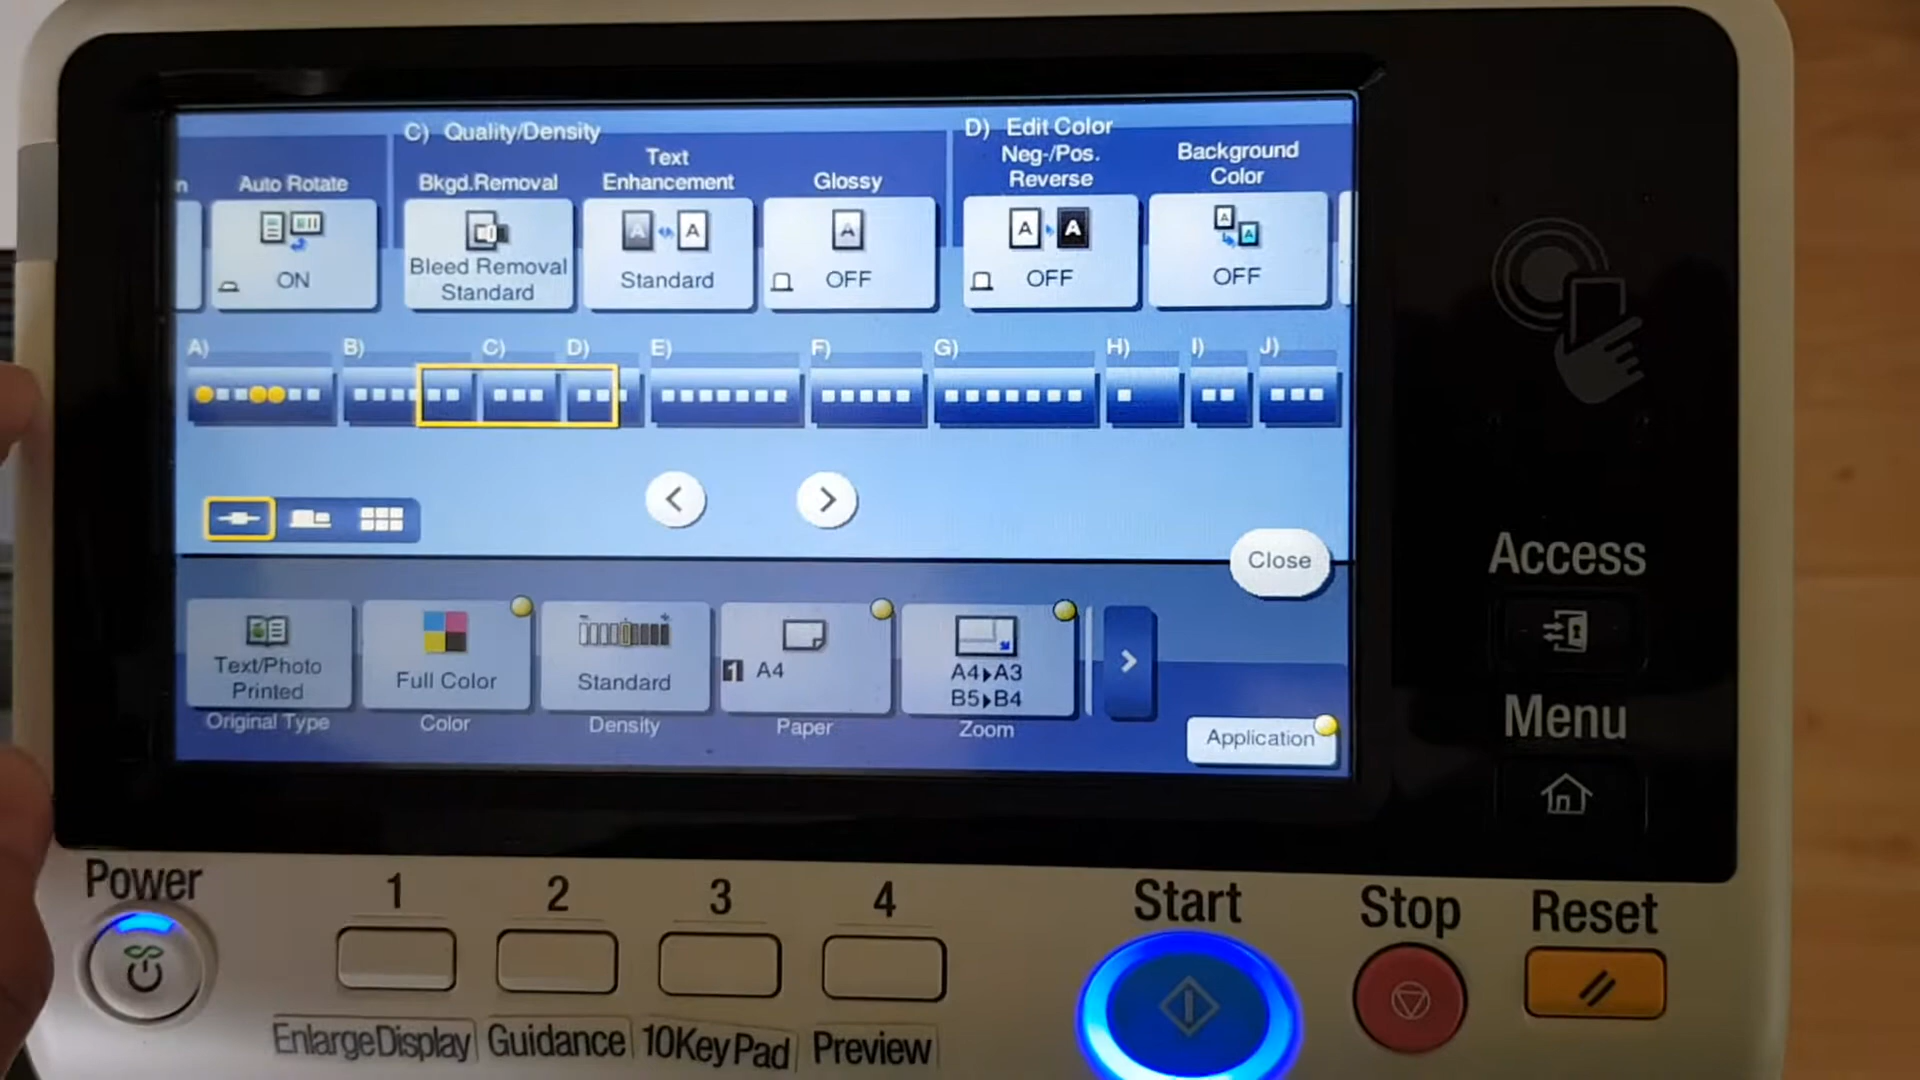 C) Quality/Density
D) Edit Color
n
Auto Rotate
Bkgd.Removal
Text
Enhancement
Glossy
Neg-/Pos.
Reverse
Background
Color
ON
Bleed Removal
Standard
Standard
OFF
OFF
OFF
A) B) C) D) E) F) G) H) I) J)
Close
Text/Photo
Printed
Full Color
Standard
1 A4
A4▶A3
B5▶B4
Original Type
Color
Density
Paper
Zoom
Application
Access
Menu
Power
1
2
3
4
Start
Stop
Reset
EnlargeDisplay
Guidance
10KeyPad
Preview